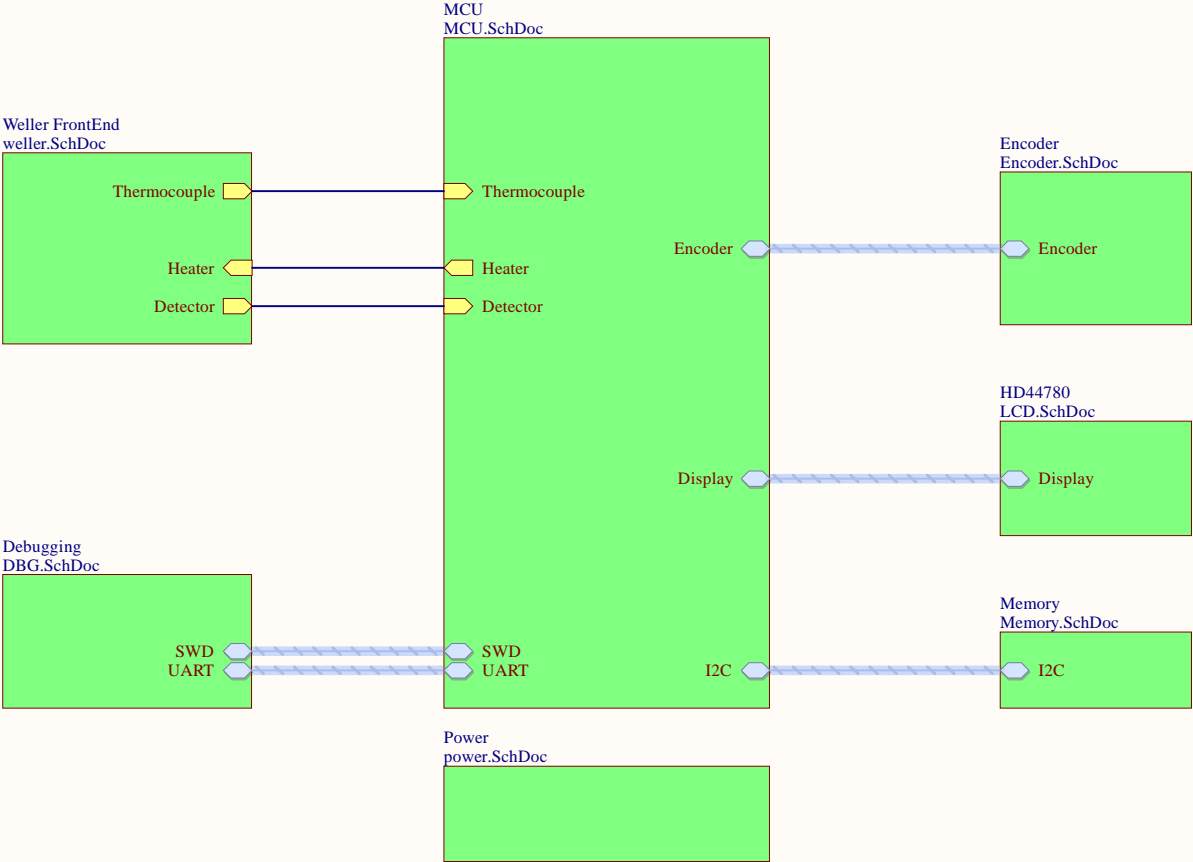 MCU
MCU.SchDoc
Weller FrontEnd
weller.SchDoc
Thermocouple
Heater
Detector
Thermocouple
Heater
Detector
Encoder
Encoder
Encoder.SchDoc
Encoder
Display
HD44780
LCD.SchDoc
Display
Debugging
DBG.SchDoc
SWD
UART
SWD
UART
I2C
Memory
Memory.SchDoc
I2C
Power
power.SchDoc